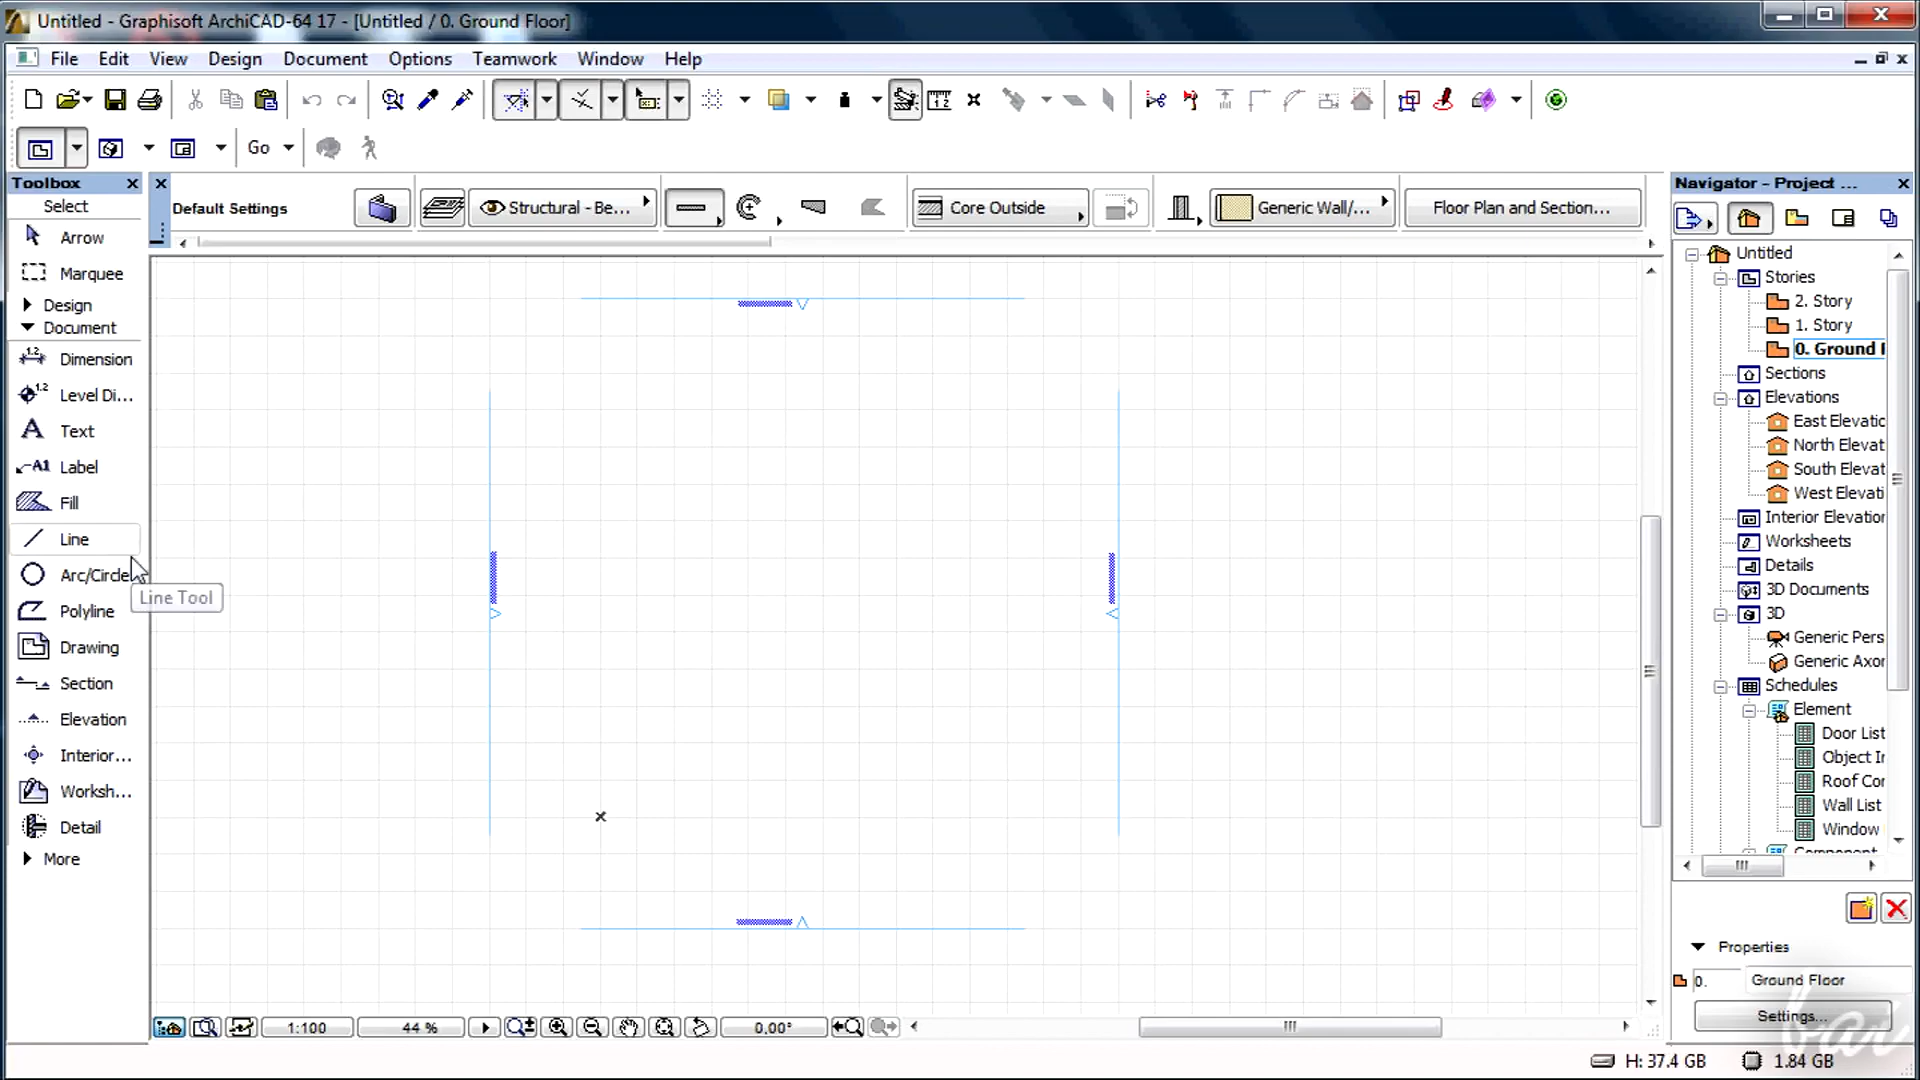 Untitled - Graphisoft ArchiCAD-64 17 - [Untitled / 0. Ground Floor]
File Edit View Design Document Options Teamwork Window Help
Go
Toolbox
Select
Arrow
Marquee
Design
Document
Dimension
Level Di...
Text
A1 Label
Fill
Line
Arc/Circle
Line Tool
Polyline
Drawing
Section
Elevation
Interior...
Worksh...
Detail
More
Default Settings
Structural - Be...
Core Outside
Generic Wall/...
Floor Plan and Section...
1:100
44 %
0,00°
Navigator - Project ...
Untitled
Stories
2. Story
1. Story
0. Ground F
Sections
Elevations
East Elevatic
North Elevat
South Elevat
West Elevati
Interior Elevation
Worksheets
Details
3D Documents
3D
Generic Pers
Generic Axor
Schedules
Element
Door List
Object In
Roof Cor
Wall List
Window
Component
Properties
0. Ground Floor
Settings...
H: 37.4 GB 1.84 GB